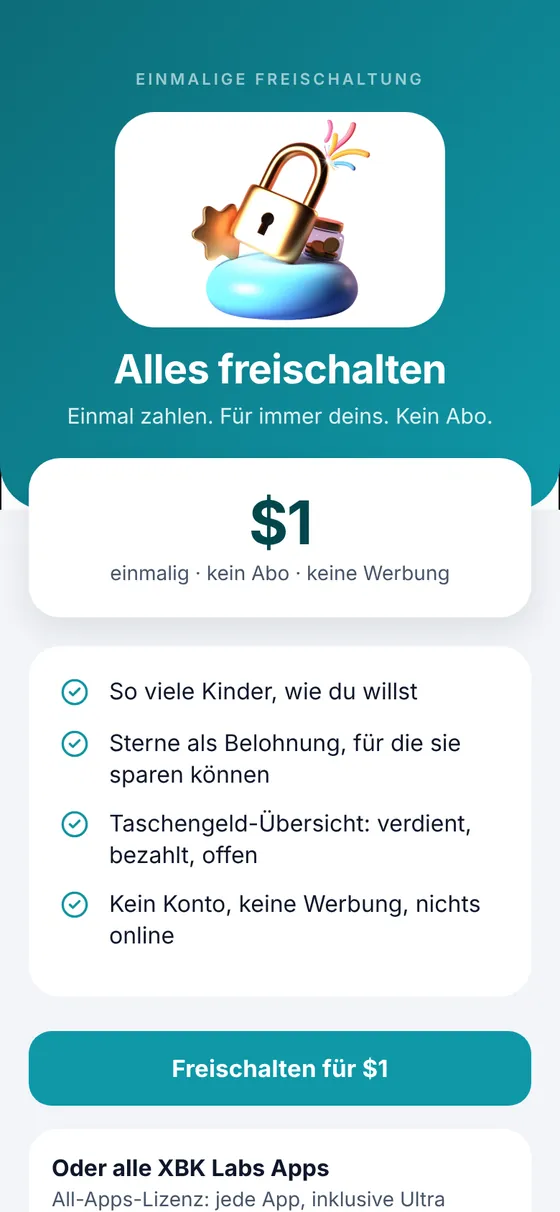 EINMALIGE FREISCHALTUNG
Alles freischalten
Einmal zahlen. Für immer deins. Kein Abo.
$1
einmalig · kein Abo · keine Werbung
So viele Kinder, wie du willst
Sterne als Belohnung, für die sie
sparen können
Taschengeld-Übersicht: verdient,
bezahlt, offen
Kein Konto, keine Werbung, nichts
online
Freischalten für $1
Oder alle XBK Labs Apps
All-Apps-Lizenz: jede App, inklusive Ultra